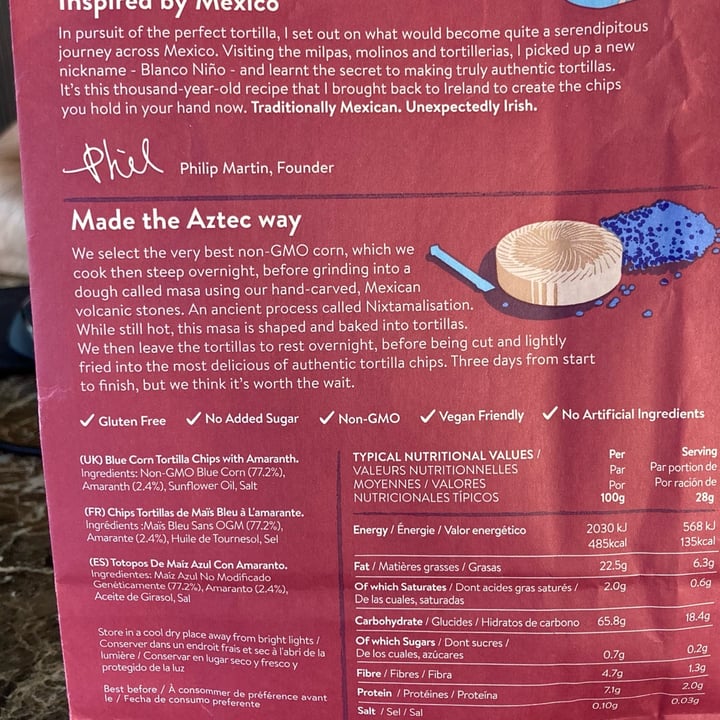 Inspired by Mexico
In pursuit of the perfect tortilla, I set out on what would become quite a serendipitous
journey across Mexico. Visiting the milpas, molinos and tortillerias, I picked up a new
nickname - Blanco Niño - and learnt the secret to making truly authentic tortillas.
It's this thousand-year-old recipe that I brought back to Ireland to create the chips
you hold in your hand now. Traditionally Mexican. Unexpectedly Irish.
Phil Philip Martin, Founder
Made the Aztec way
We select the very best non-GMO corn, which we
cook then steep overnight, before grinding into a
dough called masa using our hand-carved, Mexican
volcanic stones. An ancient process called Nixtamalisation.
While still hot, this masa is shaped and baked into tortillas.
We then leave the tortillas to rest overnight, before being cut and lightly
fried into the most delicious of authentic tortilla chips. Three days from start
to finish, but we think it's worth the wait.
✓ Gluten Free ✓ No Added Sugar ✓ Non-GMO ✓ Vegan Friendly ✓ No Artificial Ingredients
(UK) Blue Corn Tortilla Chips with Amaranth.
Ingredients: Non-GMO Blue Corn (77.2%),
Amaranth (2.4%), Sunflower Oil, Salt
(FR) Chips Tortillas de Maïs Bleu à L'amarante.
Ingrédients :Maïs Bleu Sans OGM (77.2%),
Amarante (2.4%), Huile de Tournesol, Sel
(ES) Totopos De Maíz Azul Con Amaranto.
Ingredientes: Maíz Azul No Modificado
Genéticamente (77.2%), Amaranto (2.4%),
Aceite de Girasol, Sal
Store in a cool dry place away from bright lights /
Conserver dans un endroit frais et sec à l'abri de la
lumière / Conservar en lugar seco y fresco y
protegido de la luz
Best before / À consommer de préférence avant
le / Fecha de consumo preferente
TYPICAL NUTRITIONAL VALUES / Per Serving
VALEURS NUTRITIONNELLES Par Par portion de
MOYENNES / VALORES Por Por ración de
NUTRICIONALES TÍPICOS 100g 28g
Energy / Énergie / Valor energético 2030 kJ 568 kJ
485kcal 135kcal
Fat / Matières grasses / Grasas 22.5g 6.3g
Of which Saturates / Dont acides gras saturés / 2.0g 0.6g
De las cuales, saturadas
Carbohydrate / Glucides / Hidratos de carbono 65.8g 18.4g
Of which Sugars / Dont sucres /
De los cuales, azúcares 0.7g 0.2g
Fibre / Fibres / Fibra 4.7g 1.3g
Protein / Protéines / Proteína 7.1g 2.0g
Salt / Sel / Sal 0.10g 0.03g